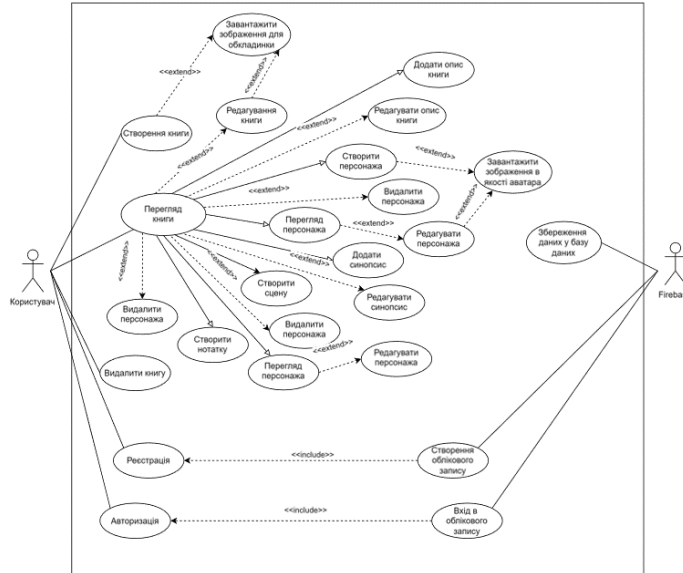 Завантажити
зображення для
обкладинки
<<extend>>
Додати опис
книги
Редагування
книги
Редагувати опис
книги
<<extend>>
<<extend>>
Створення книги
<<extend>>
Створити
персонажа
<<extend>>
Завантажити
зображення в
якості аватара
<<extend>>
Видалити
персонажа
Перегляд
книги
Перегляд
персонажа
<<extend>>
<<extend>>
Редагувати
персонажа
Збереження
даних у базу
даних
<<extend>>
<<extend>>
<<extend>>
Додати
синопсис
Створити
сцену
Редагувати
синопсис
Користувач
Fireba
Видалити
персонажа
Видалити
персонажа
Створити
нотатку
<<extend>>
Перегляд
персонажа
Редагувати
персонажа
Видалити книгу
Реєстрація
<<include>>
Створення
облікового
запису
Авторизація
<<include>>
Вхід в
облікового
запису